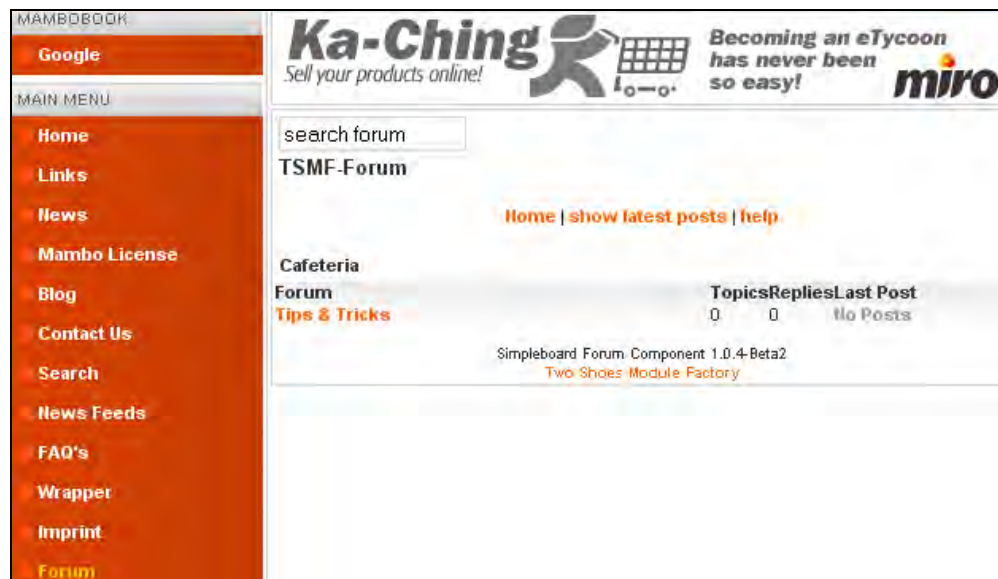 MAMBOBOOK
Google
MAIN MENU
Home
Links
News
Mambo License
Blog
Contact Us
Search
News Feeds
FAQ's
Wrapper
Imprint
Forum
Ka-Ching
Sell your products online!
Becoming an eTycoon
has never been
so easy!
miro
search forum
TSMF-Forum
Home | show latest posts | help
Cafeteria
Forum Topics Replies Last Post
Tips & Tricks 0 0 No Posts
Simpleboard Forum Component 1.0.4-Beta2
Two Shoes Module Factory